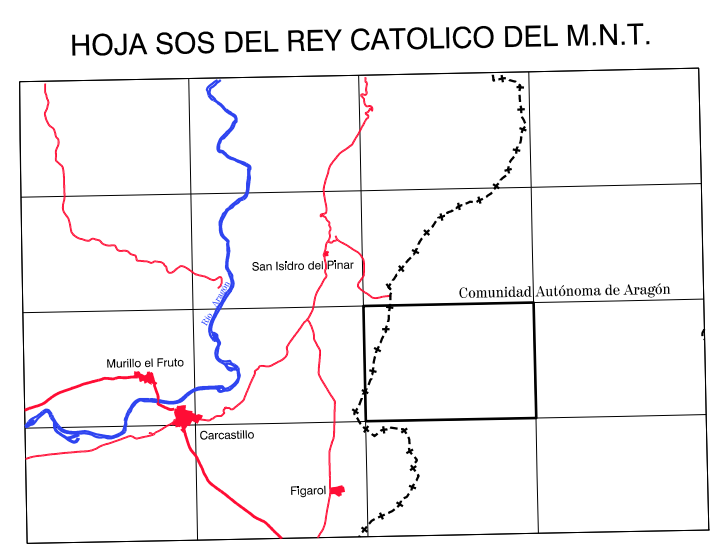 HOJA SOS DEL REY CATOLICO DEL M.N.T.
San Isidro del Pinar
Comunidad Autónoma de Aragón
Río Aragón
Murillo el Fruto
Carcastillo
Figarol